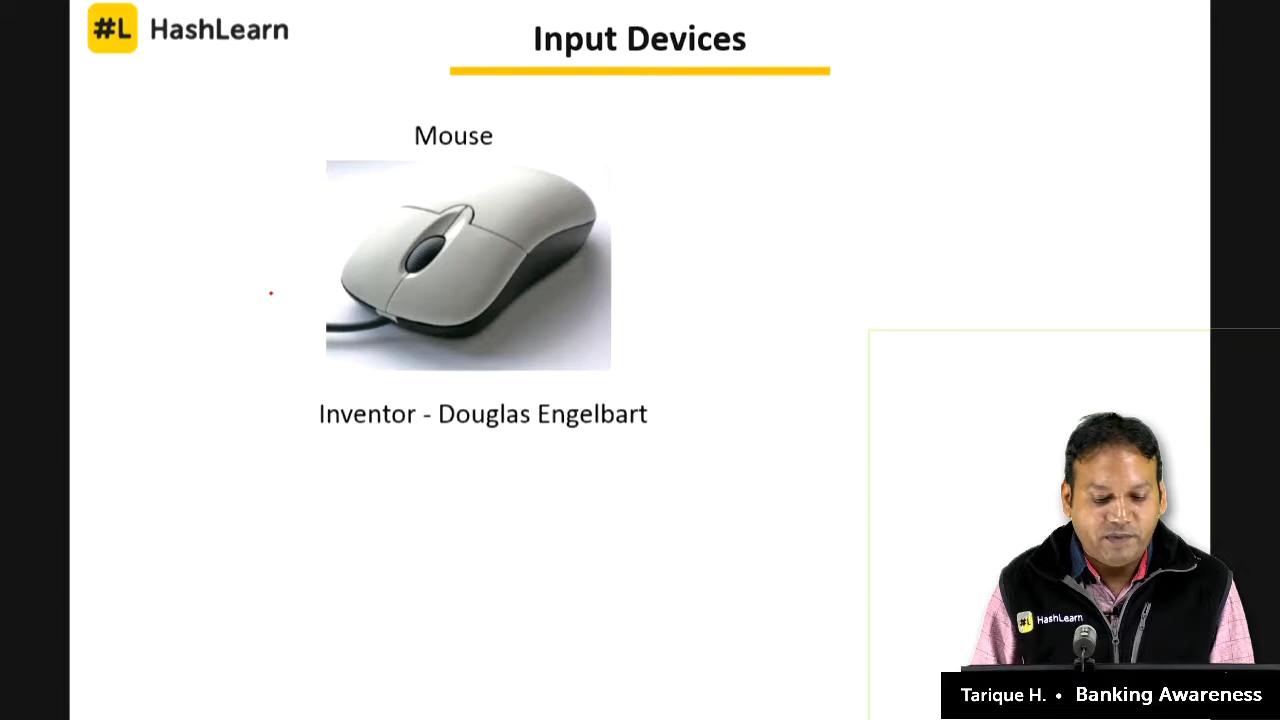 #L HashLearn
Input Devices
Mouse
Inventor - Douglas Engelbart
#L HashLearn
Tarique H. • Banking Awareness